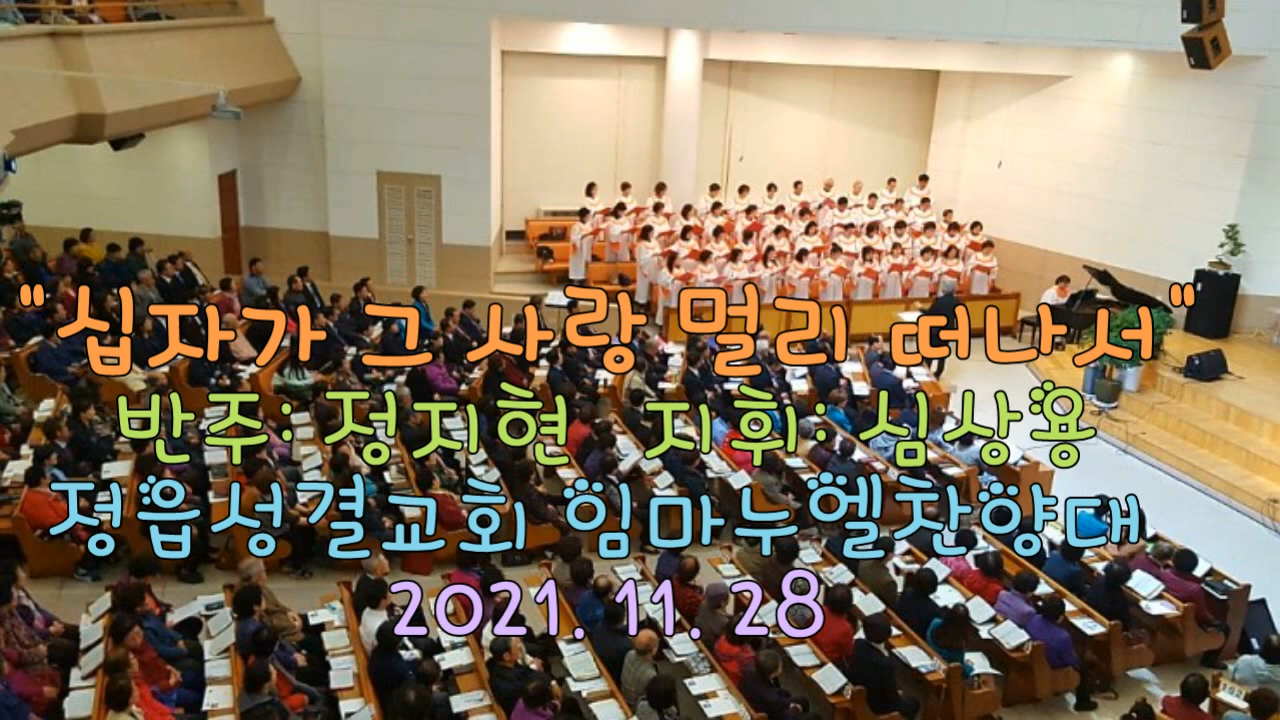 "십자가 그 사랑 멀리 떠나서"
반주: 정지현 지휘: 심상용
정읍성결교회 임마누엘찬양대
2021. 11. 28